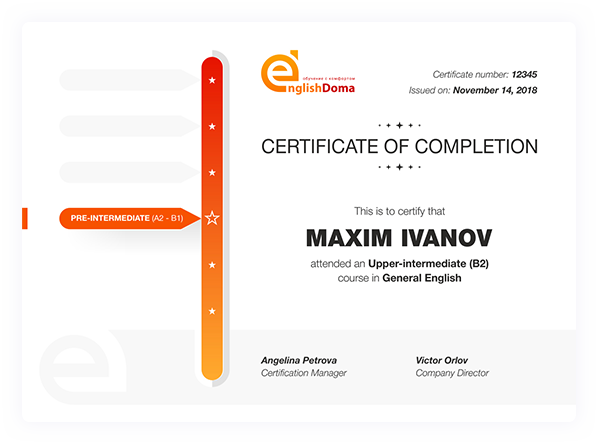 обучение с комфортом
englishDoma
Certificate number: 12345
Issued on: November 14, 2018
CERTIFICATE OF COMPLETION
PRE-INTERMEDIATE (A2 - B1)
This is to certify that
MAXIM IVANOV
attended an Upper-intermediate (B2)
course in General English
e
Angelina Petrova
Certification Manager
Victor Orlov
Company Director